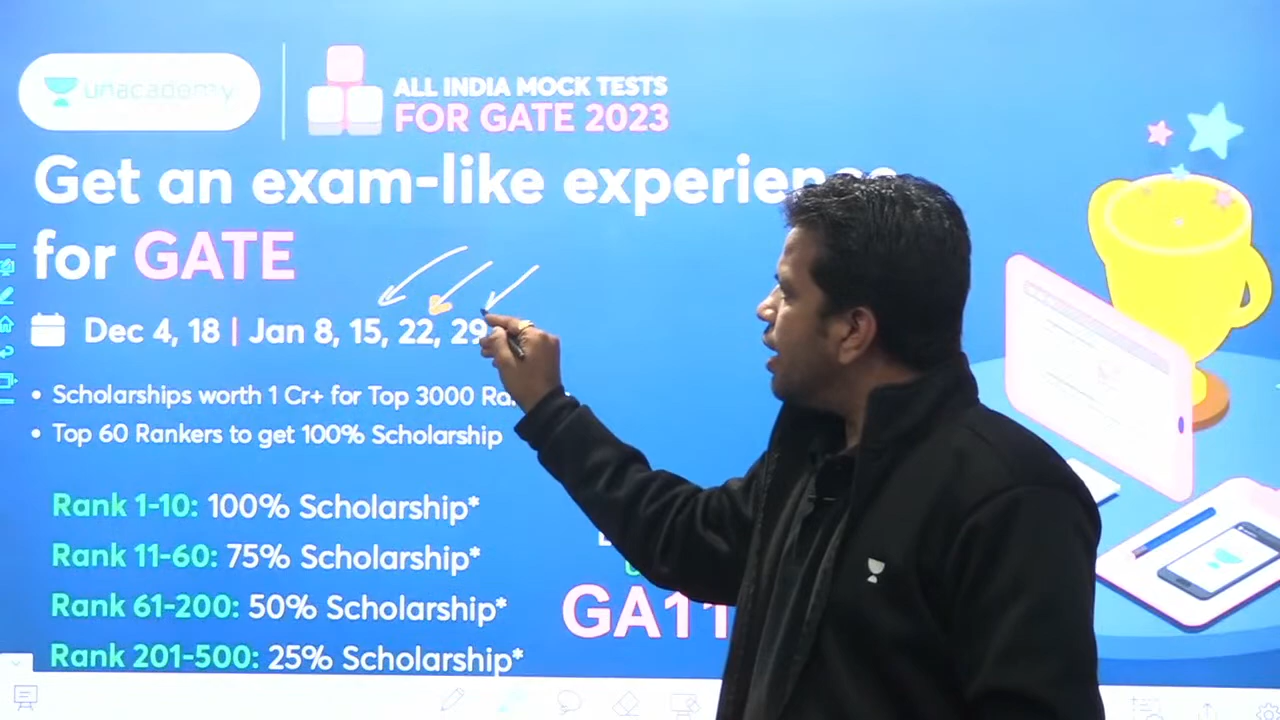 unacademy
ALL INDIA MOCK TESTS
FOR GATE 2023
Get an exam-like experience
for GATE
Dec 4, 18 | Jan 8, 15, 22, 29
• Scholarships worth 1 Cr+ for Top 3000
• Top 60 Rankers to get 100% Scholarship
Rank 1-10: 100% Scholarship*
Rank 11-60: 75% Scholarship*
Rank 61-200: 50% Scholarship*
Rank 201-500: 25% Scholarship*
GA11